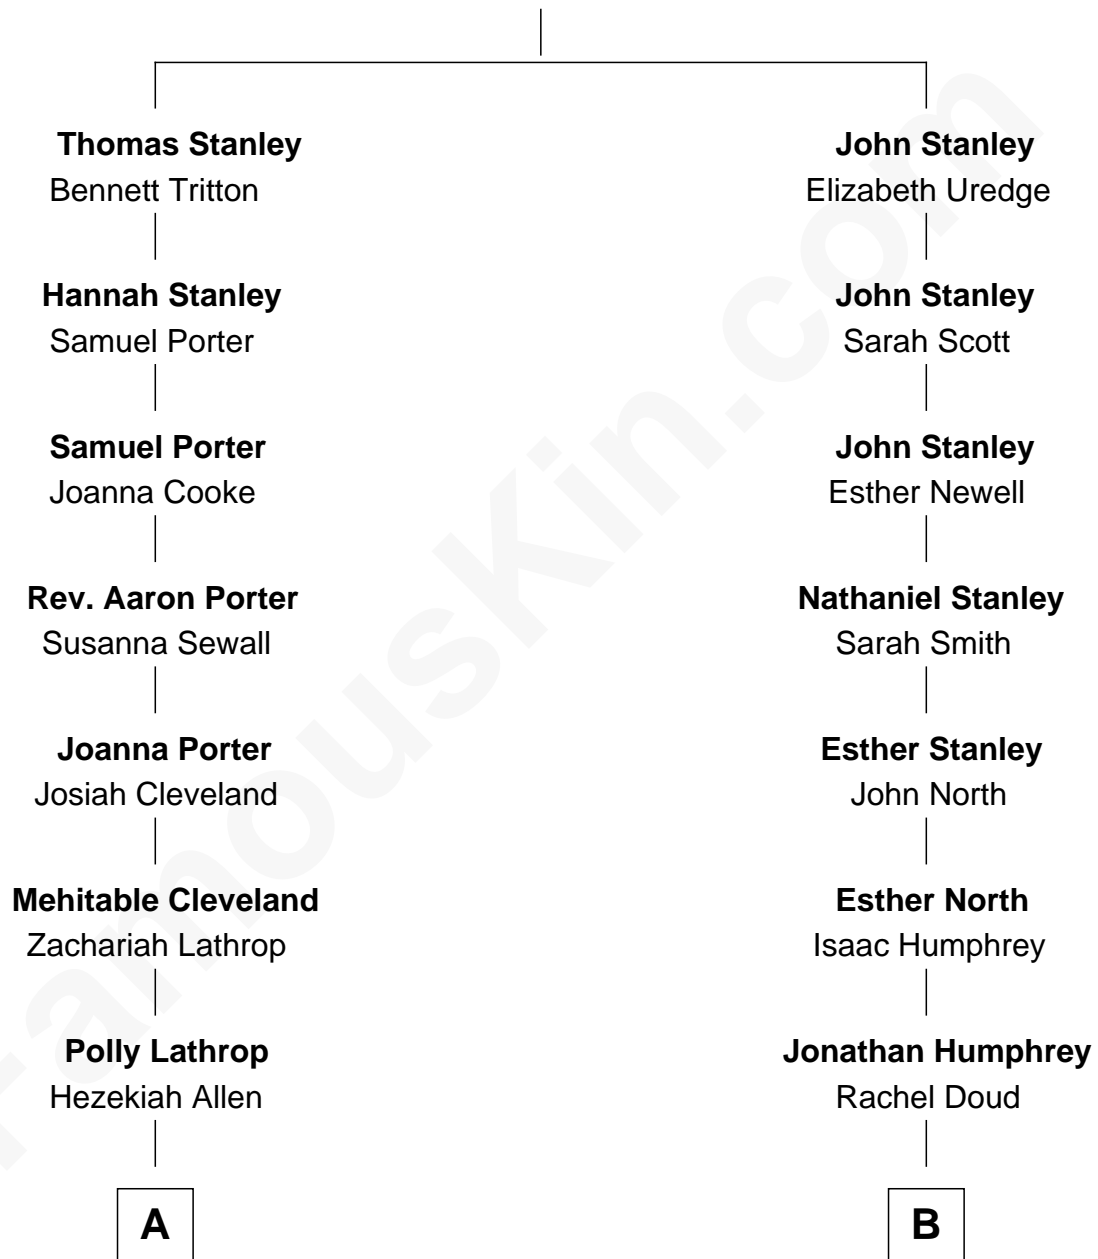 Thomas Stanley
Bennett Tritton
Hannah Stanley
Samuel Porter
Samuel Porter
Joanna Cooke
Rev. Aaron Porter
Susanna Sewall
Joanna Porter
Josiah Cleveland
Mehitable Cleveland
Zachariah Lathrop
Polly Lathrop
Hezekiah Allen
A
John Stanley
Elizabeth Uredge
John Stanley
Sarah Scott
John Stanley
Esther Newell
Nathaniel Stanley
Sarah Smith
Esther Stanley
John North
Esther North
Isaac Humphrey
Jonathan Humphrey
Rachel Doud
B
FamousKin.com